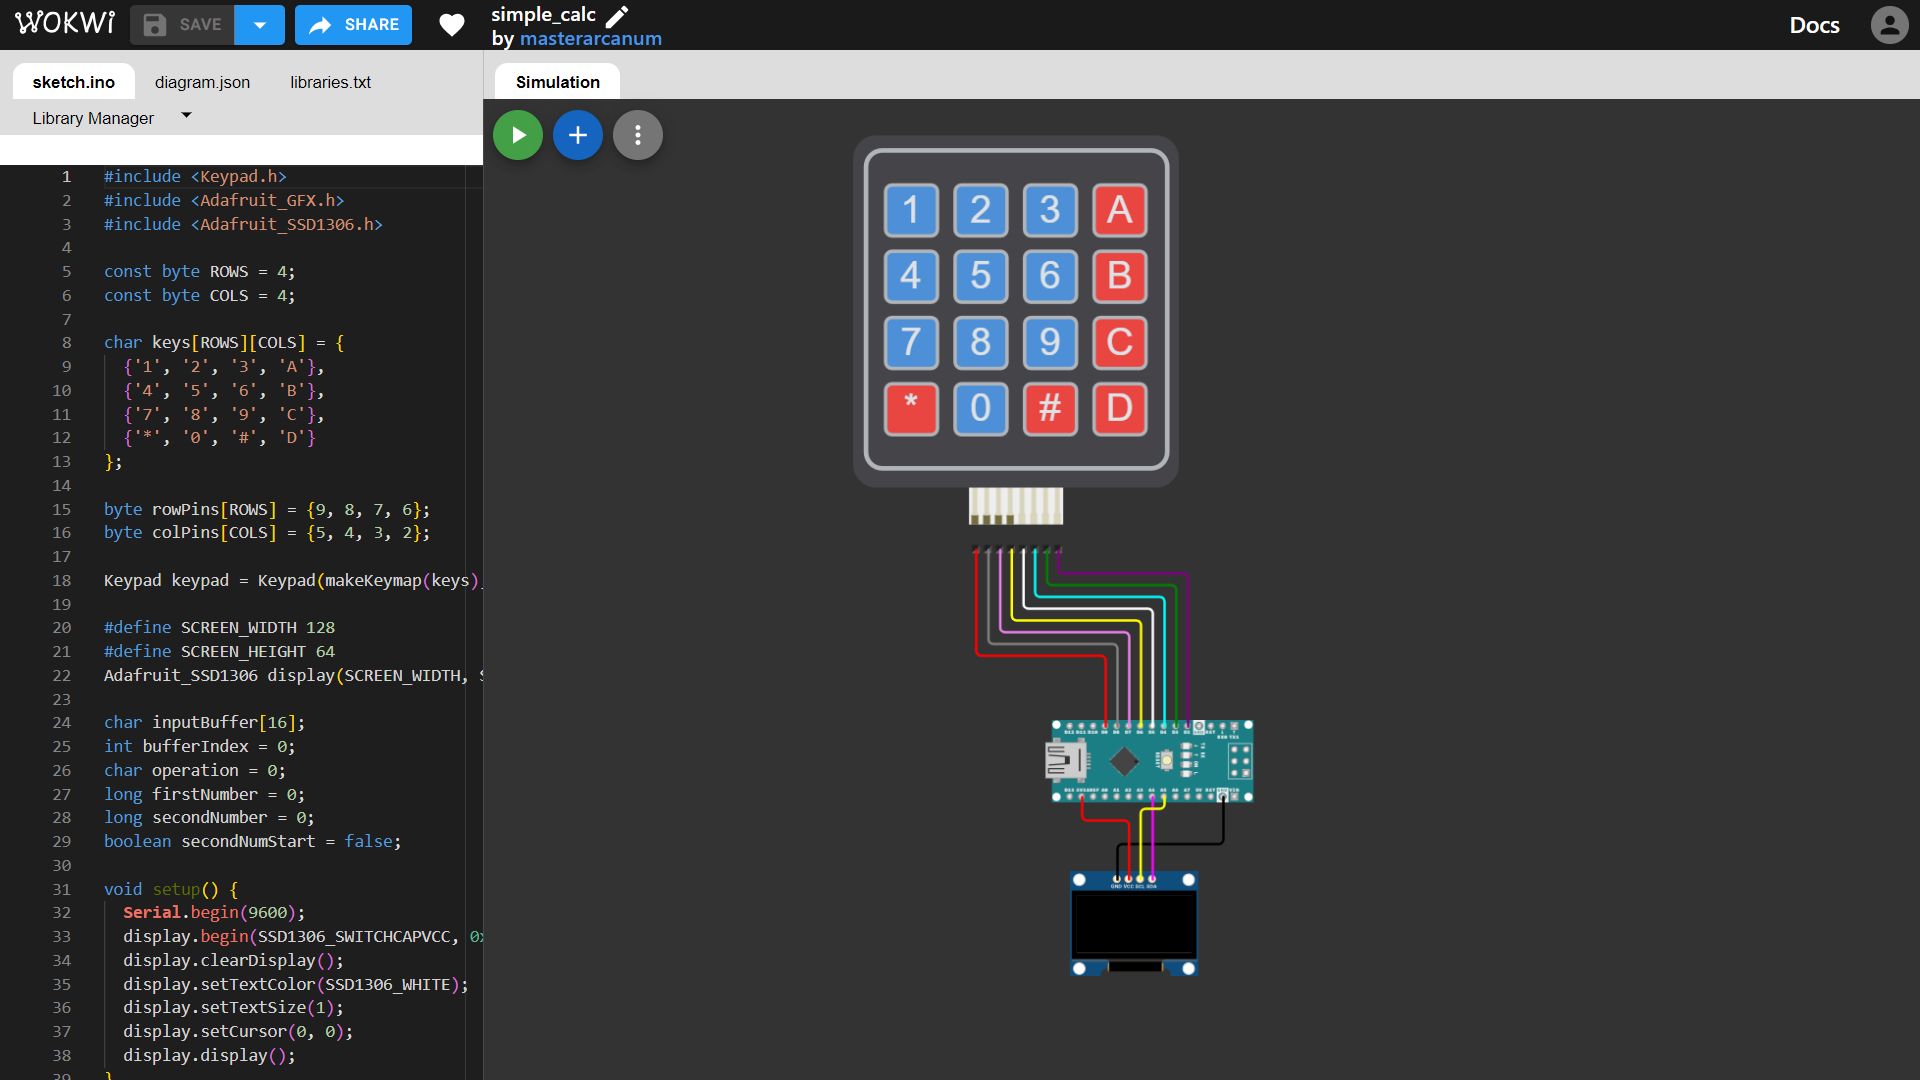 WOKWI
SAVE
SHARE
simple_calc
by masterarcanum
Docs
sketch.ino
diagram.json
libraries.txt
Library Manager
Simulation
1 #include <Keypad.h>
2 #include <Adafruit_GFX.h>
3 #include <Adafruit_SSD1306.h>
4
5 const byte ROWS = 4;
6 const byte COLS = 4;
7
8 char keys[ROWS][COLS] = {
9 {'1', '2', '3', 'A'},
10 {'4', '5', '6', 'B'},
11 {'7', '8', '9', 'C'},
12 {'*', '0', '#', 'D'}
13 };
14
15 byte rowPins[ROWS] = {9, 8, 7, 6};
16 byte colPins[COLS] = {5, 4, 3, 2};
17
18 Keypad keypad = Keypad(makeKeymap(keys),
19
20 #define SCREEN_WIDTH 128
21 #define SCREEN_HEIGHT 64
22 Adafruit_SSD1306 display(SCREEN_WIDTH, S
23
24 char inputBuffer[16];
25 int bufferIndex = 0;
26 char operation = 0;
27 long firstNumber = 0;
28 long secondNumber = 0;
29 boolean secondNumStart = false;
30
31 void setup() {
32 Serial.begin(9600);
33 display.begin(SSD1306_SWITCHCAPVCC, 0x
34 display.clearDisplay();
35 display.setTextColor(SSD1306_WHITE);
36 display.setTextSize(1);
37 display.setCursor(0, 0);
38 display.display();
39 }
1 2 3 A
4 5 6 B
7 8 9 C
* 0 # D
GND VCC SCL SDA